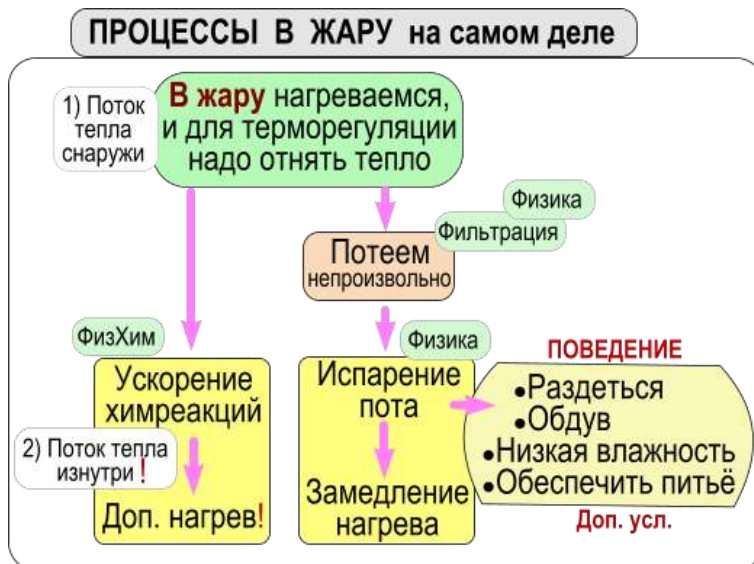 ПРОЦЕССЫ В ЖАРУ на самом деле
1) Поток
тепла
снаружи
В жару нагреваемся,
и для терморегуляции
надо отнять тепло
Физика
Фильтрация
Потеем
непроизвольно
ФизХим
Ускорение
химреакций
2) Поток тепла
изнутри !
Доп. нагрев!
Физика
Испарение
пота
Замедление
нагрева
ПОВЕДЕНИЕ
●Раздеться
●Обдув
●Низкая влажность
●Обеспечить питьё
Доп. усл.